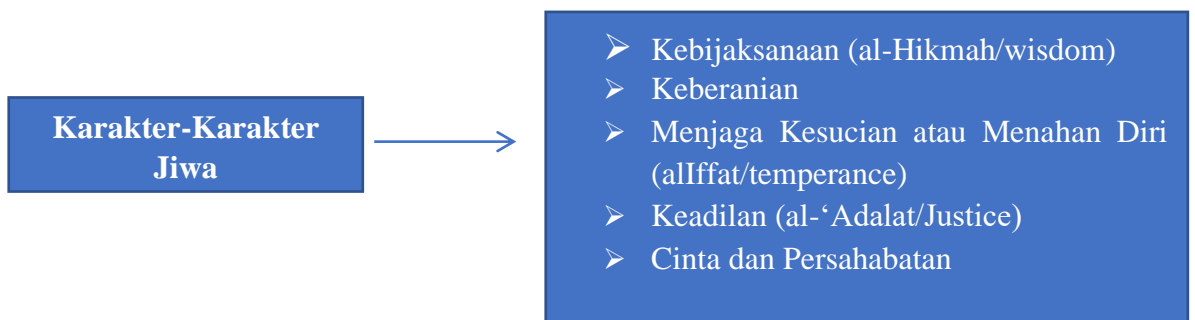 Karakter-Karakter
Jiwa
➢ Kebijaksanaan (al-Hikmah/wisdom)
➢ Keberanian
➢ Menjaga Kesucian atau Menahan Diri
(alIffat/temperance)
➢ Keadilan (al-‘Adalat/Justice)
➢ Cinta dan Persahabatan